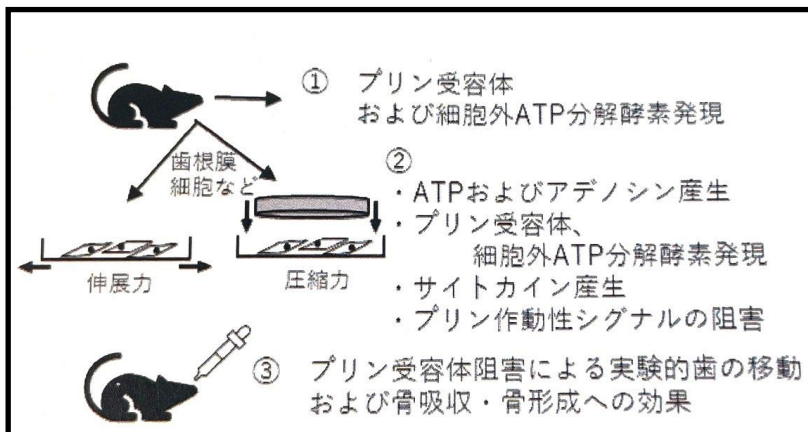 ① プリン受容体
および細胞外ATP分解酵素発現
歯根膜
細胞など
②
・ATPおよびアデノシン産生
・プリン受容体、
細胞外ATP分解酵素発現
・サイトカイン産生
・プリン作動性シグナルの阻害
伸展力
圧縮力
③ プリン受容体阻害による実験的歯の移動
および骨吸収・骨形成への効果